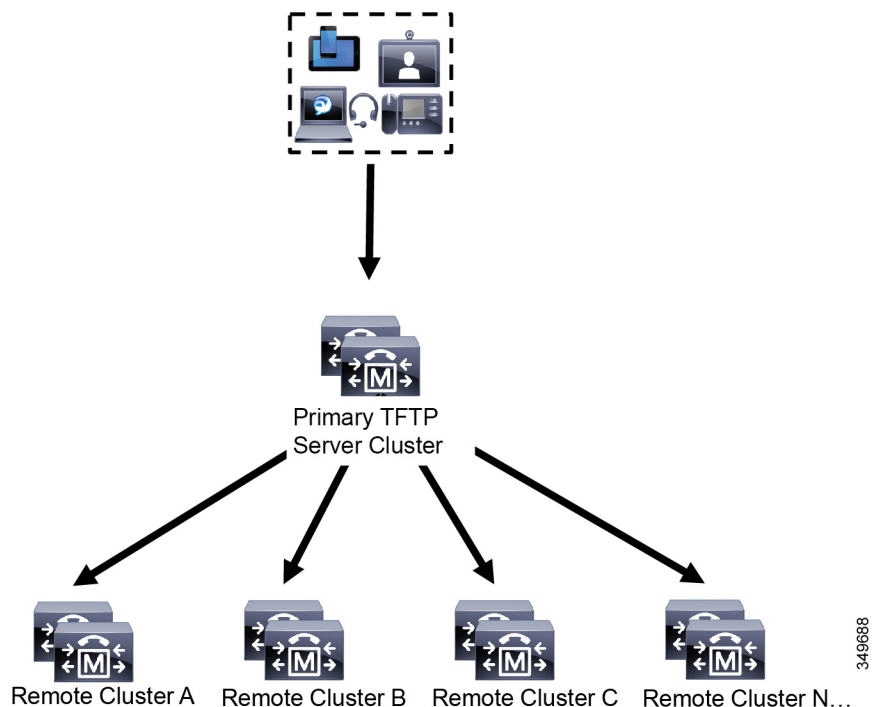 M
Primary TFTP
Server Cluster
M
M
M
M
Remote Cluster A
Remote Cluster B
Remote Cluster C
Remote Cluster N...
349688